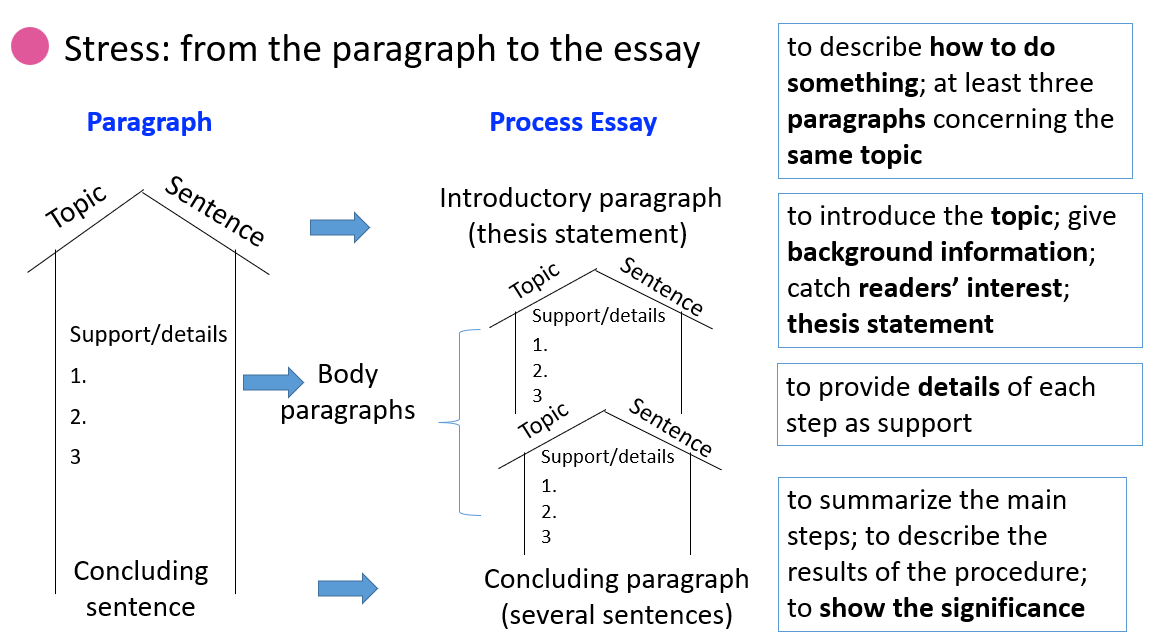 Stress: from the paragraph to the essay
Paragraph
Topic Sentence
Support/details
1.
2.
3
Concluding
sentence
Process Essay
Introductory paragraph
(thesis statement)
Body
paragraphs
Topic Sentence
Support/details
1.
2.
3
Topic Sentence
Support/details
1.
2.
3
Concluding paragraph
(several sentences)
to describe how to do
something; at least three
paragraphs concerning the
same topic
to introduce the topic; give
background information;
catch readers’ interest;
thesis statement
to provide details of each
step as support
to summarize the main
steps; to describe the
results of the procedure;
to show the significance